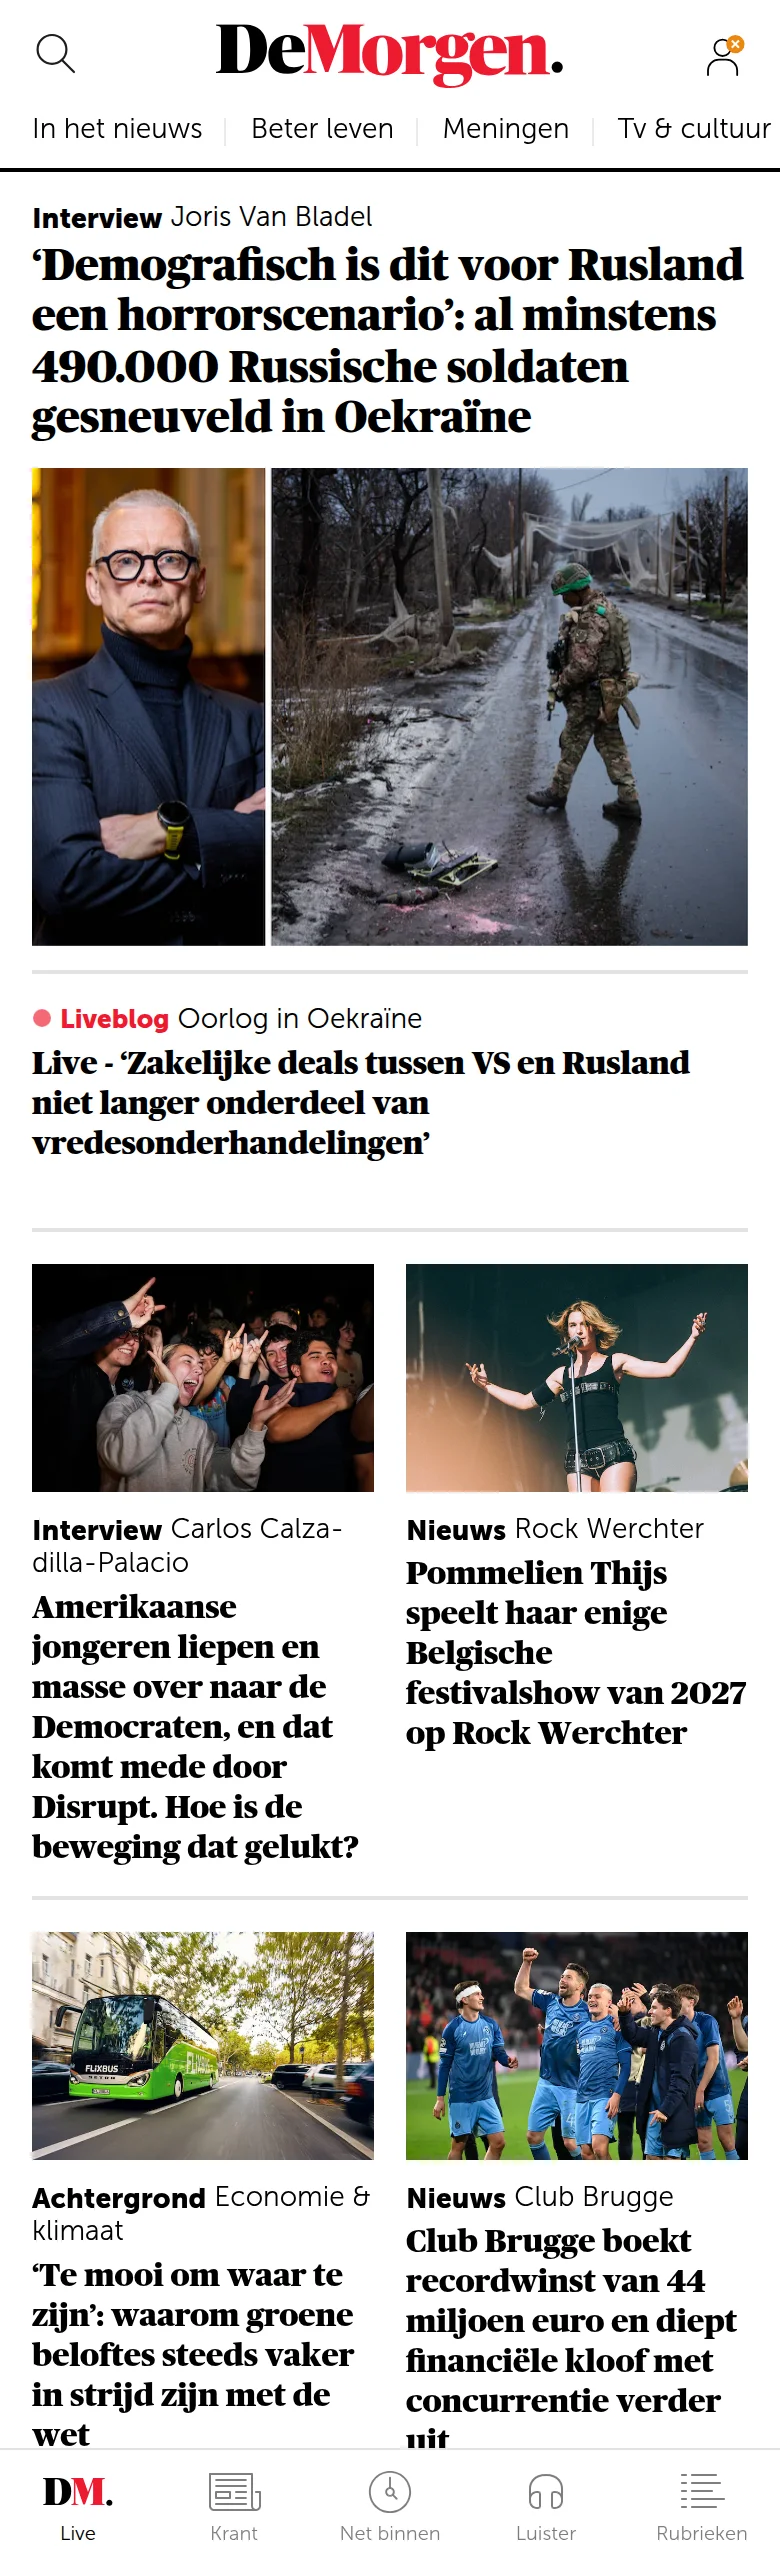 DeMorgen.
In het nieuws
Beter leven
Meningen
Tv & cultuur
Interview Joris Van Bladel
‘Demografisch is dit voor Rusland
een horrorscenario’: al minstens
490.000 Russische soldaten
gesneuveld in Oekraïne
Liveblog Oorlog in Oekraïne
Live - ‘Zakelijke deals tussen VS en Rusland
niet langer onderdeel van
vredesonderhandelingen’
Interview Carlos Calza-
dilla-Palacio
Amerikaanse
jongeren liepen en
masse over naar de
Democraten, en dat
komt mede door
Disrupt. Hoe is de
beweging dat gelukt?
Nieuws Rock Werchter
Pommelien Thijs
speelt haar enige
Belgische
festivalshow van 2027
op Rock Werchter
FLIXBUS
Achtergrond Economie &
klimaat
‘Te mooi om waar te
zijn’: waarom groene
beloftes steeds vaker
in strijd zijn met de
wet
Nieuws Club Brugge
Club Brugge boekt
recordwinst van 44
miljoen euro en diept
financiële kloof met
concurrentie verder
uit
DM.
Live
Krant
Net binnen
Luister
Rubrieken